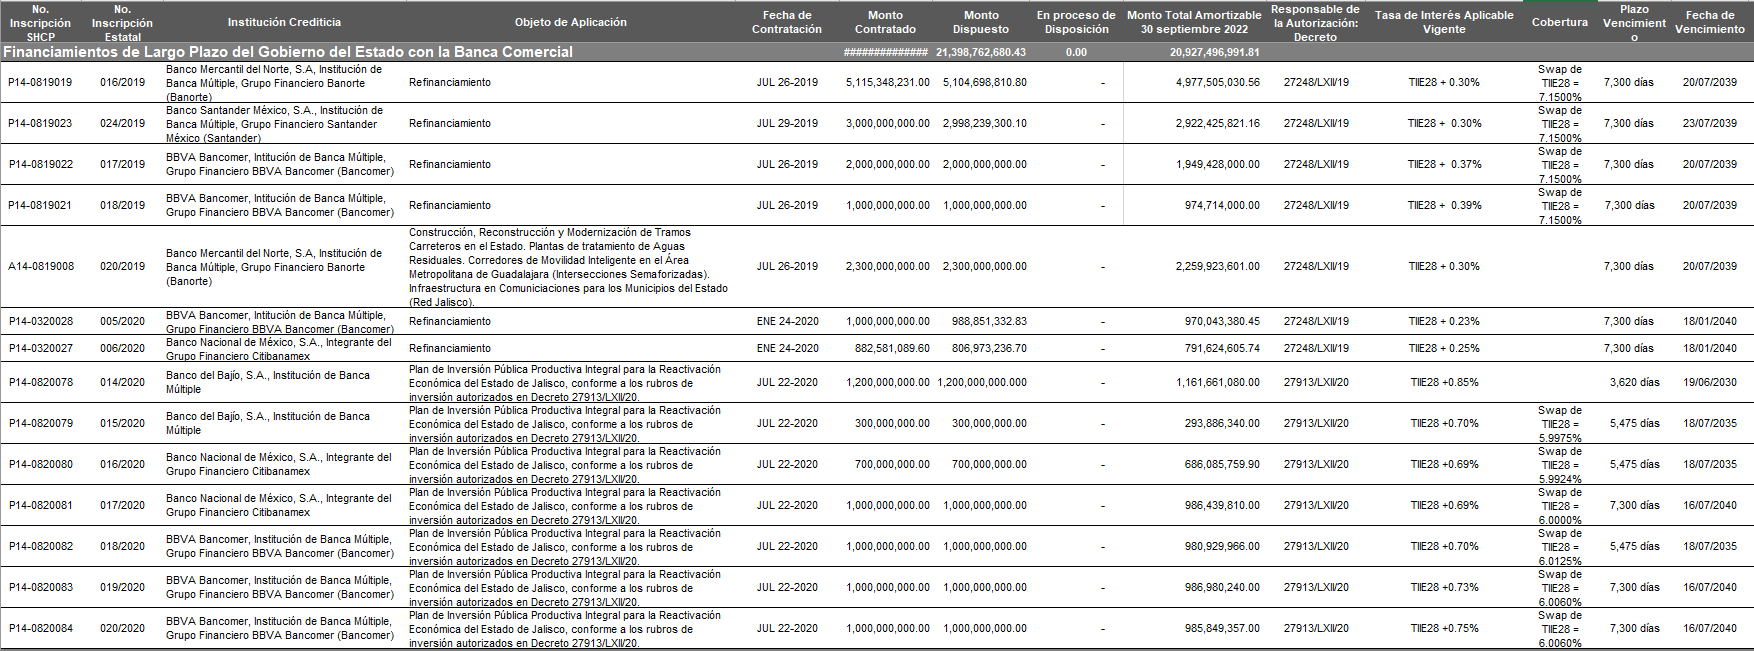 No. Inscripción SHCP | No. Inscripción Estatal | Institución Crediticia | Objeto de Aplicación | Fecha de Contratación | Monto Contratado | Monto Dispuesto | En proceso de Disposición | Monto Total Amortizable 30 septiembre 2022 | Responsable de la Autorización: Decreto | Tasa de Interés Aplicable Vigente | Cobertura | Plazo Vencimiento | Fecha de Vencimiento
Financiamientos de Largo Plazo del Gobierno del Estado con la Banca Comercial | ############## | 21,398,762,680.43 | 0.00 | 20,927,496,991.81
P14-0819019 | 016/2019 | Banco Mercantil del Norte, S.A, Institución de Banca Múltiple, Grupo Financiero Banorte (Banorte) | Refinanciamiento | JUL 26-2019 | 5,115,348,231.00 | 5,104,698,810.80 | - | 4,977,505,030.56 | 27248/LXII/19 | TIIE28 + 0.30% | Swap de TIIE28 = 7.1500% | 7,300 días | 20/07/2039
P14-0819023 | 024/2019 | Banco Santander México, S.A., Institución de Banca Múltiple, Grupo Financiero Santander México (Santander) | Refinanciamiento | JUL 29-2019 | 3,000,000,000.00 | 2,998,239,300.10 | - | 2,922,425,821.16 | 27248/LXII/19 | TIIE28 + 0.30% | Swap de TIIE28 = 7.1500% | 7,300 días | 23/07/2039
P14-0819022 | 017/2019 | BBVA Bancomer, Intitución de Banca Múltiple, Grupo Financiero BBVA Bancomer (Bancomer) | Refinanciamiento | JUL 26-2019 | 2,000,000,000.00 | 2,000,000,000.00 | - | 1,949,428,000.00 | 27248/LXII/19 | TIIE28 + 0.37% | Swap de TIIE28 = 7.1500% | 7,300 días | 20/07/2039
P14-0819021 | 018/2019 | BBVA Bancomer, Intitución de Banca Múltiple, Grupo Financiero BBVA Bancomer (Bancomer) | Refinanciamiento | JUL 26-2019 | 1,000,000,000.00 | 1,000,000,000.00 | - | 974,714,000.00 | 27248/LXII/19 | TIIE28 + 0.39% | Swap de TIIE28 = 7.1500% | 7,300 días | 20/07/2039
A14-0819008 | 020/2019 | Banco Mercantil del Norte, S.A, Institución de Banca Múltiple, Grupo Financiero Banorte (Banorte) | Construcción, Reconstrucción y Modernización de Tramos Carreteros en el Estado. Plantas de tratamiento de Aguas Residuales. Corredores de Movilidad Inteligente en el Área Metropolitana de Guadalajara (Intersecciones Semaforizadas). Infraestructura en Comuniciaciones para los Municipios del Estado (Red Jalisco). | JUL 26-2019 | 2,300,000,000.00 | 2,300,000,000.00 | - | 2,259,923,601.00 | 27248/LXII/19 | TIIE28 + 0.30% | 7,300 días | 20/07/2039
P14-0320028 | 005/2020 | BBVA Bancomer, Intitución de Banca Múltiple, Grupo Financiero BBVA Bancomer (Bancomer) | Refinanciamiento | ENE 24-2020 | 1,000,000,000.00 | 988,851,332.83 | - | 970,043,380.45 | 27248/LXII/19 | TIIE28 + 0.23% | 7,300 días | 18/01/2040
P14-0320027 | 006/2020 | Banco Nacional de México, S.A., Integrante del Grupo Financiero Citibanamex | Refinanciamiento | ENE 24-2020 | 882,581,089.60 | 806,973,236.70 | - | 791,624,605.74 | 27248/LXII/19 | TIIE28 + 0.25% | 7,300 días | 18/01/2040
P14-0820078 | 014/2020 | Banco del Bajío, S.A., Institución de Banca Múltiple | Plan de Inversión Pública Productiva Integral para la Reactivación Económica del Estado de Jalisco, conforme a los rubros de inversión autorizados en Decreto 27913/LXII/20. | JUL 22-2020 | 1,200,000,000.00 | 1,200,000,000.000 | - | 1,161,661,080.00 | 27913/LXII/20 | TIIE28 +0.85% | 3,620 días | 19/06/2030
P14-0820079 | 015/2020 | Banco del Bajío, S.A., Institución de Banca Múltiple | Plan de Inversión Pública Productiva Integral para la Reactivación Económica del Estado de Jalisco, conforme a los rubros de inversión autorizados en Decreto 27913/LXII/20. | JUL 22-2020 | 300,000,000.00 | 300,000,000.00 | - | 293,886,340.00 | 27913/LXII/20 | TIIE28 +0.70% | Swap de TIIE28 = 5.9975% | 5,475 días | 18/07/2035
P14-0820080 | 016/2020 | Banco Nacional de México, S.A., Integrante del Grupo Financiero Citibanamex | Plan de Inversión Pública Productiva Integral para la Reactivación Económica del Estado de Jalisco, conforme a los rubros de inversión autorizados en Decreto 27913/LXII/20. | JUL 22-2020 | 700,000,000.00 | 700,000,000.00 | - | 686,085,759.90 | 27913/LXII/20 | TIIE28 +0.69% | Swap de TIIE28 = 5.9924% | 5,475 días | 18/07/2035
P14-0820081 | 017/2020 | Banco Nacional de México, S.A., Integrante del Grupo Financiero Citibanamex | Plan de Inversión Pública Productiva Integral para la Reactivación Económica del Estado de Jalisco, conforme a los rubros de inversión autorizados en Decreto 27913/LXII/20. | JUL 22-2020 | 1,000,000,000.00 | 1,000,000,000.00 | - | 986,439,810.00 | 27913/LXII/20 | TIIE28 +0.69% | Swap de TIIE28 = 6.0000% | 7,300 días | 16/07/2040
P14-0820082 | 018/2020 | BBVA Bancomer, Institución de Banca Múltiple, Grupo Financiero BBVA Bancomer (Bancomer) | Plan de Inversión Pública Productiva Integral para la Reactivación Económica del Estado de Jalisco, conforme a los rubros de inversión autorizados en Decreto 27913/LXII/20. | JUL 22-2020 | 1,000,000,000.00 | 1,000,000,000.00 | - | 980,929,966.00 | 27913/LXII/20 | TIIE28 +0.70% | Swap de TIIE28 = 6.0125% | 5,475 días | 18/07/2035
P14-0820083 | 019/2020 | BBVA Bancomer, Institución de Banca Múltiple, Grupo Financiero BBVA Bancomer (Bancomer) | Plan de Inversión Pública Productiva Integral para la Reactivación Económica del Estado de Jalisco, conforme a los rubros de inversión autorizados en Decreto 27913/LXII/20. | JUL 22-2020 | 1,000,000,000.00 | 1,000,000,000.00 | - | 986,980,240.00 | 27913/LXII/20 | TIIE28 +0.73% | Swap de TIIE28 = 6.0060% | 7,300 días | 16/07/2040
P14-0820084 | 020/2020 | BBVA Bancomer, Institución de Banca Múltiple, Grupo Financiero BBVA Bancomer (Bancomer) | Plan de Inversión Pública Productiva Integral para la Reactivación Económica del Estado de Jalisco, conforme a los rubros de inversión autorizados en Decreto 27913/LXII/20. | JUL 22-2020 | 1,000,000,000.00 | 1,000,000,000.00 | - | 985,849,357.00 | 27913/LXII/20 | TIIE28 +0.75% | Swap de TIIE28 = 6.0060% | 7,300 días | 16/07/2040